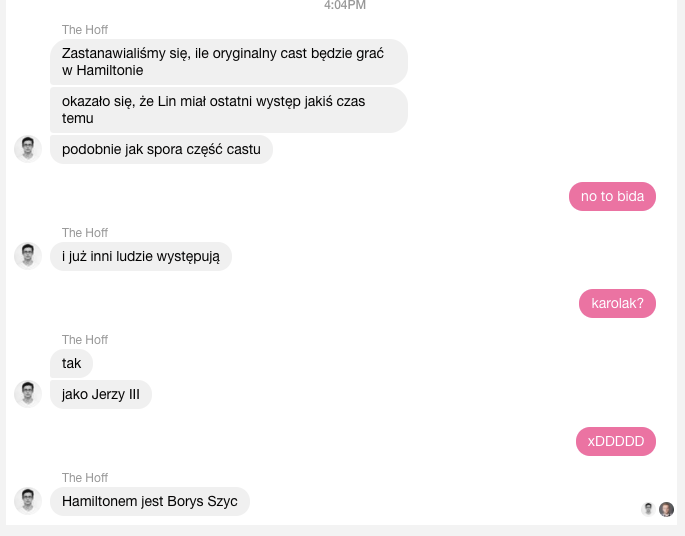 4:04PM
The Hoff
Zastanawialiśmy się, ile oryginalny cast będzie grać
w Hamiltonie
okazało się, że Lin miał ostatni występ jakiś czas
temu
podobnie jak spora część castu
no to bida
The Hoff
i już inni ludzie występują
karolak?
The Hoff
tak
jako Jerzy III
xDDDDD
The Hoff
Hamiltonem jest Borys Szyc